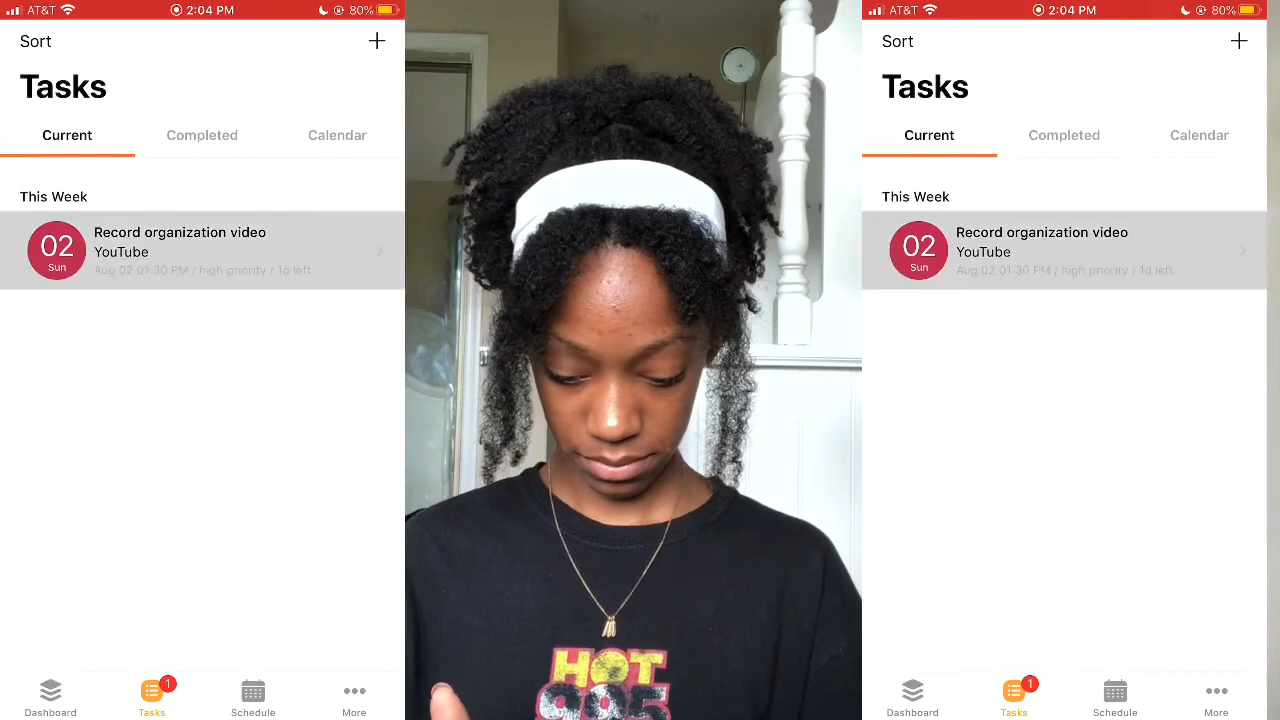 AT&T 2:04 PM 80%
Sort
Tasks
Current Completed Calendar
This Week
02
Sun
Record organization video
YouTube
Aug 02 01:30 PM / high priority / 1d left
Dashboard
1
Tasks
Schedule
More
HOT
AT&T 2:04 PM 80%
Sort
Tasks
Current Completed Calendar
This Week
02
Sun
Record organization video
YouTube
Aug 02 01:30 PM / high priority / 1d left
Dashboard
1
Tasks
Schedule
More